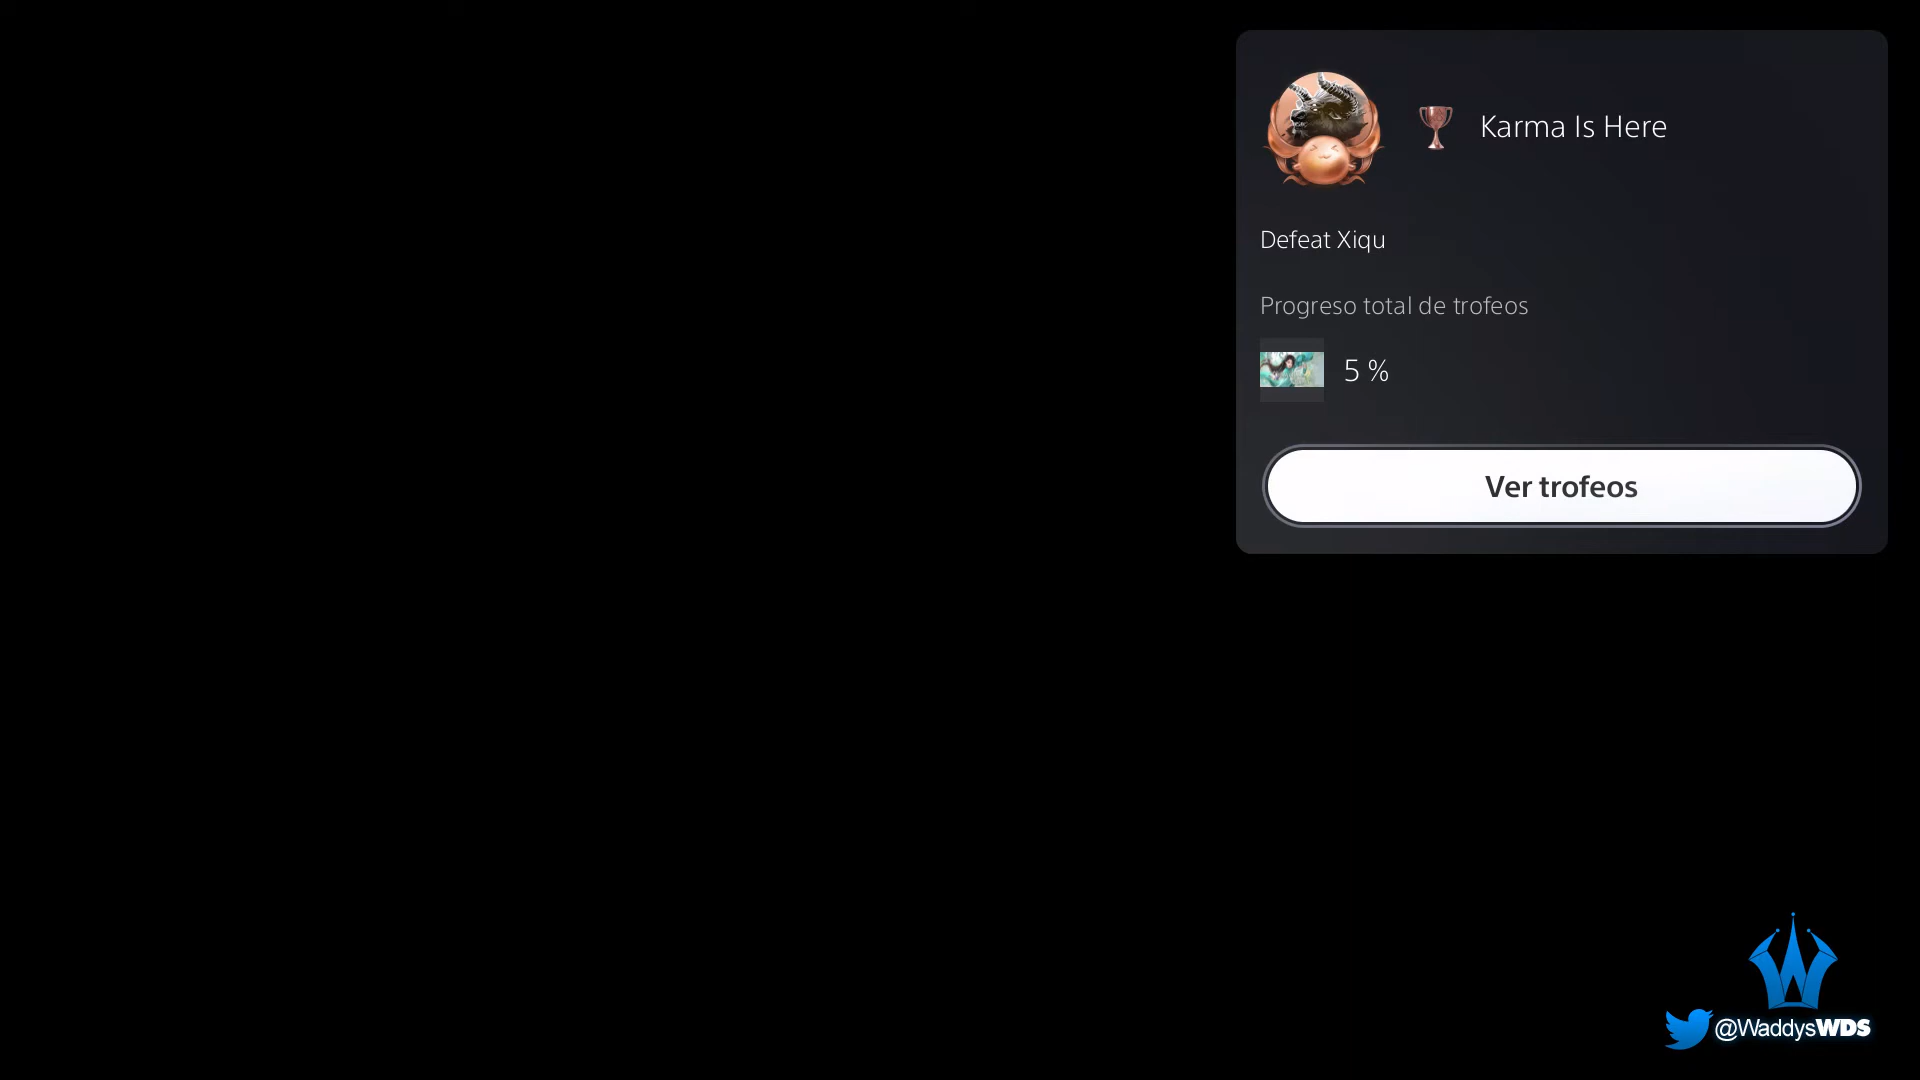 Karma Is Here
Defeat Xiqu
Progreso total de trofeos
5 %
Ver trofeos
@WaddysWDS